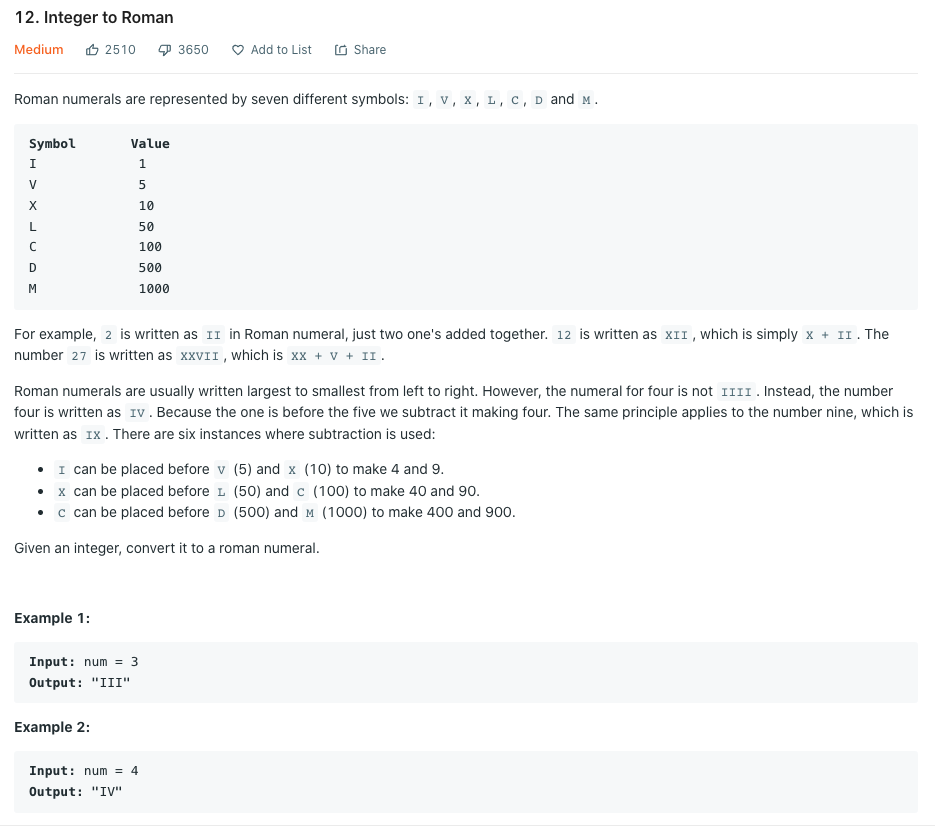 12. Integer to Roman
Medium 2510 3650 Add to List Share
Roman numerals are represented by seven different symbols: I, V, X, L, C, D and M.
Symbol Value
I 1
V 5
X 10
L 50
C 100
D 500
M 1000
For example, 2 is written as II in Roman numeral, just two one's added together. 12 is written as XII, which is simply X + II. The
number 27 is written as XXVII, which is XX + V + II.
Roman numerals are usually written largest to smallest from left to right. However, the numeral for four is not IIII. Instead, the number
four is written as IV. Because the one is before the five we subtract it making four. The same principle applies to the number nine, which is
written as IX. There are six instances where subtraction is used:
• I can be placed before V (5) and X (10) to make 4 and 9.
• X can be placed before L (50) and C (100) to make 40 and 90.
• C can be placed before D (500) and M (1000) to make 400 and 900.
Given an integer, convert it to a roman numeral.
Example 1:
Input: num = 3
Output: "III"
Example 2:
Input: num = 4
Output: "IV"